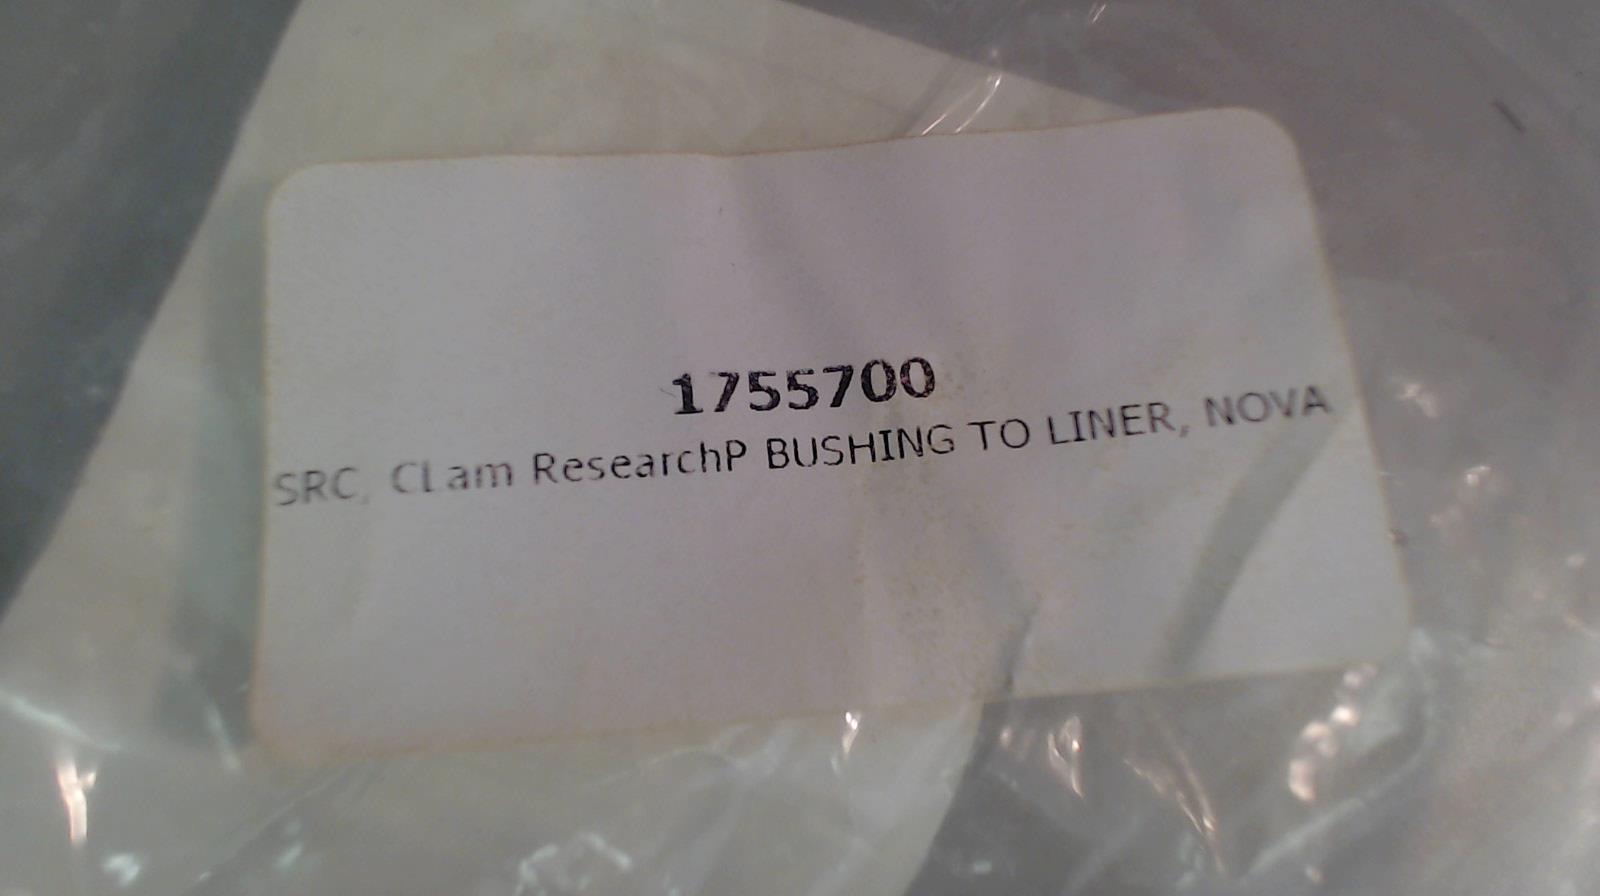 1755700
SRC, CLam ResearchP BUSHING TO LINER, NOVA